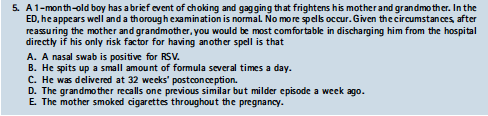 5. A 1-month-old boy has a brief event of choking and gagging that frightens his mother and grandmother. In the
ED, he appears well and a thorough examination is normal. No more spells occur. Given the circumstances, after
reassuring the mother and grandmother, you would be most comfortable in discharging him from the hospital
directly if his only risk factor for having another spell is that
A. A nasal swab is positive for RSV.
B. He spits up a small amount of formula several times a day.
C. He was delivered at 32 weeks' postconception.
D. The grandmother recalls one previous similar but milder episode a week ago.
E. The mother smoked cigarettes throughout the pregnancy.